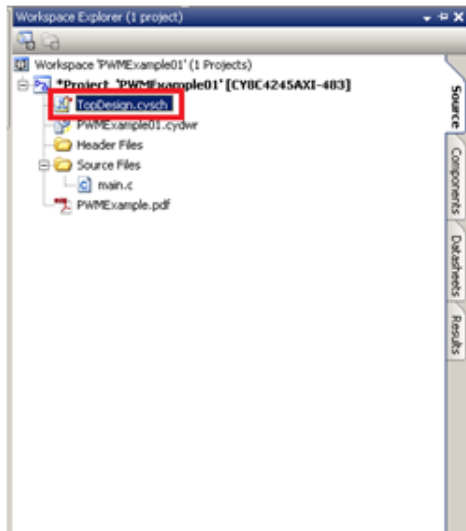 Workspace Explorer (1 project)
Workspace 'PWMExample01' (1 Projects)
*Project 'PWMExample01' [CY8C4245AXI-483]
TopDesign.cysch
PWMExample01.cydwr
Header Files
Source Files
main.c
PWMExample.pdf
Source
Components
Datasheets
Results